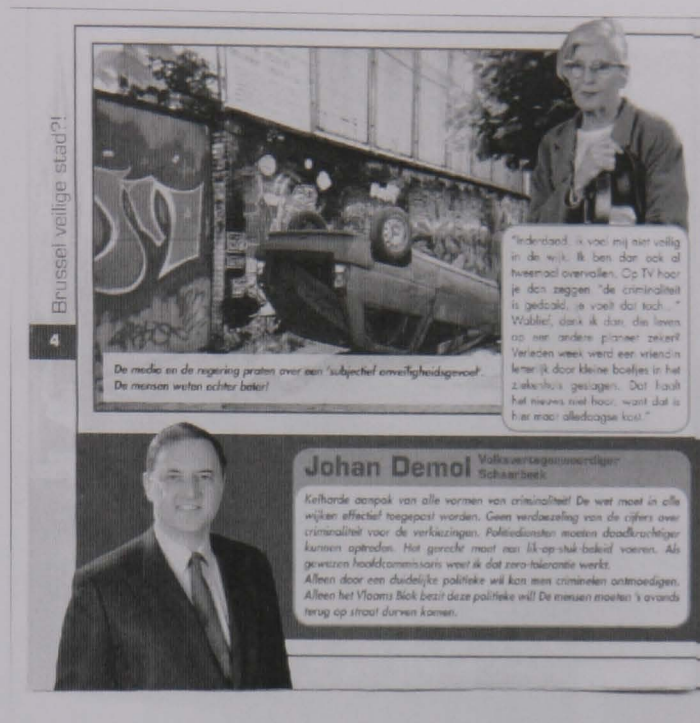 Brussel veilige stad?!
4
"Inderdaad, ik voel mij niet veilig
in de wijk. Ik ben dan ook al
tweemaal overvallen. Op TV hoor
je dan zeggen "de criminaliteit
is gedaald, je voelt dat toch..."
Wablief, denk ik dan, die leven
op een andere planeet zeker?
Verleden week werd een vriendin
letterlijk door kleine boefjes in het
ziekenhuis geslagen. Dat haalt
het nieuws niet hoor, want dat is
hier maar alledaagse kost."
De media en de regering praten over een 'subjectief onveiligheidsgevoel'.
De mensen weten echter beter!
Johan Demol Volksvertegenwoordiger
Schaarbeek
Keiharde aanpak van alle vormen van criminaliteit! De wet moet in alle
wijken effectief toegepast worden. Geen verdoezeling van de cijfers over
criminaliteit voor de verkiezingen. Politiediensten moeten daadkrachtiger
kunnen optreden. Het gerecht moet een lik-op-stuk-beleid voeren. Als
gewezen hoofdcommissaris weet ik dat zero-tolerantie werkt.
Alleen door een duidelijke politieke wil kan men criminelen ontmoedigen.
Alleen het Vlaams Blok bezit deze politieke wil! De mensen moeten 's avonds
terug op straat durven komen.